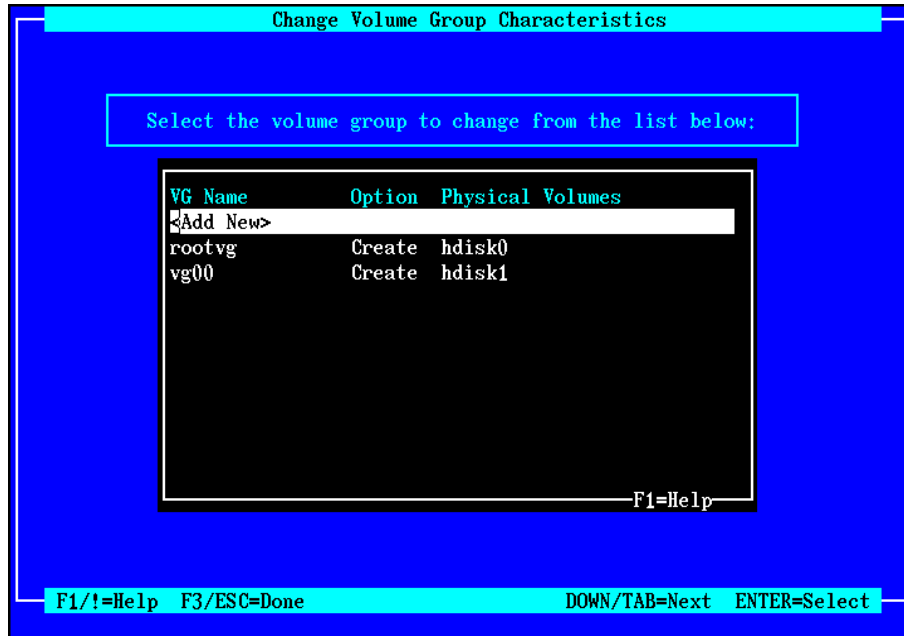 Change Volume Group Characteristics
Select the volume group to change from the list below:
VG Name Option Physical Volumes
<Add New>
rootvg Create hdisk0
vg00 Create hdisk1
F1=Help
F1/!=Help F3/ESC=Done DOWN/TAB=Next ENTER=Select